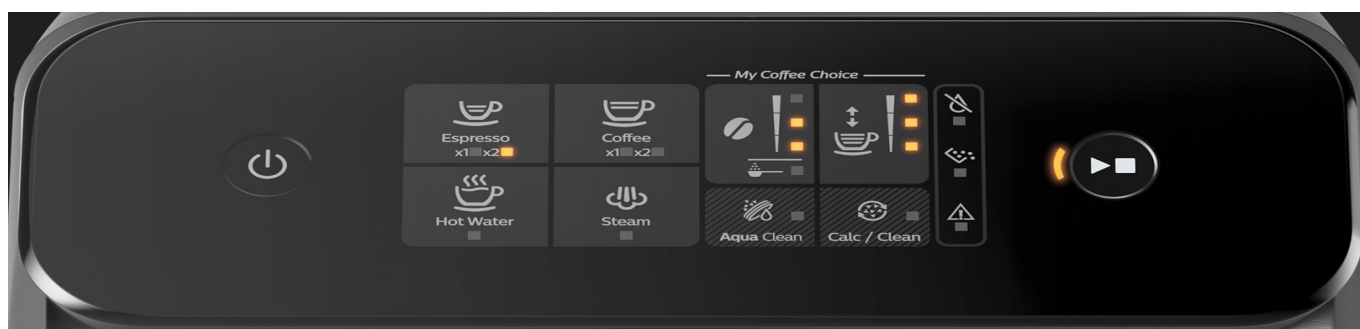 My Coffee Choice
Espresso
x1 x2
Coffee
x1 x2
Hot Water
Steam
Aqua Clean
Calc / Clean